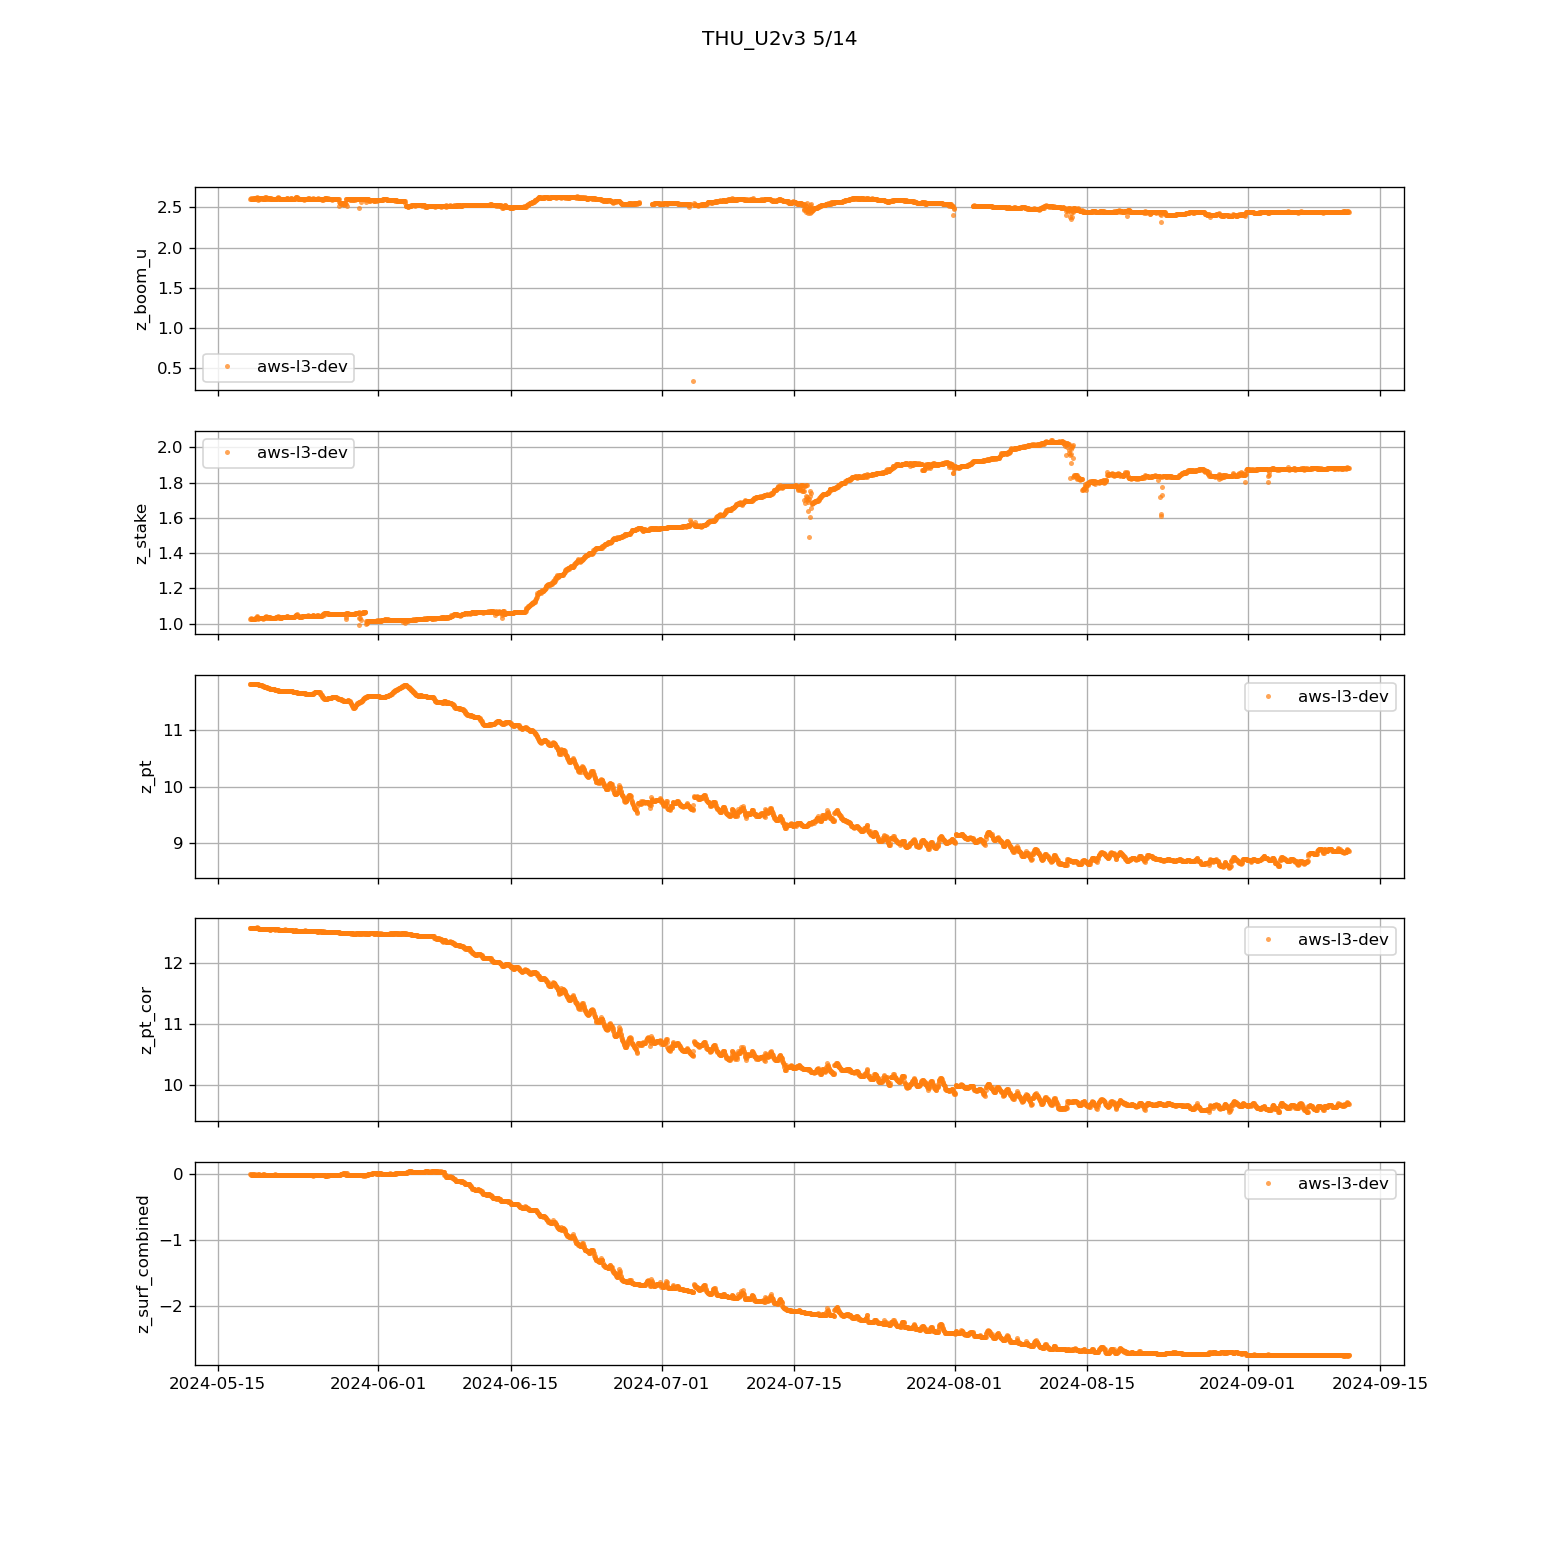 THU_U2v3 5/14
z_boom_u
2.5
2.0
1.5
1.0
0.5
aws-l3-dev
z_stake
2.0
1.8
1.6
1.4
1.2
1.0
aws-l3-dev
z_pt
11
10
9
aws-l3-dev
z_pt_cor
12
11
10
aws-l3-dev
z_surf_combined
0
−1
−2
aws-l3-dev
2024-05-15 2024-06-01 2024-06-15 2024-07-01 2024-07-15 2024-08-01 2024-08-15 2024-09-01 2024-09-15